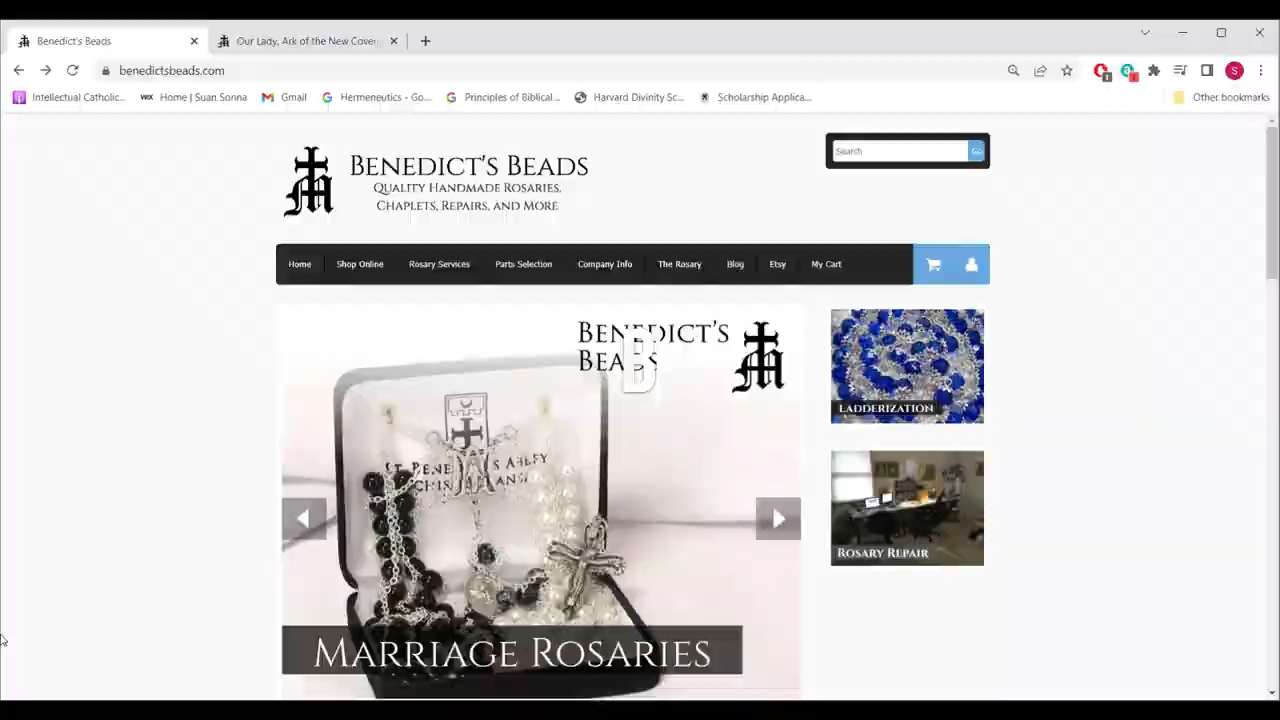 Benedict's Beads
Our Lady, Ark of the New Coven
benedictsbeads.com
Intellectual Catholic...
WIX Home | Suan Sonna
Gmail
Hermeneutics - Go...
Principles of Biblical...
Harvard Divinity Sc...
Scholarship Applica...
Other bookmarks
BENEDICT'S BEADS
QUALITY HANDMADE ROSARIES,
CHAPLETS, REPAIRS, AND MORE
Search
Home
Shop Online
Rosary Services
Parts Selection
Company Info
The Rosary
Blog
Etsy
My Cart
BENEDICT'S
BEADS
B
LADDERIZATION
ROSARY REPAIR
MARRIAGE ROSARIES